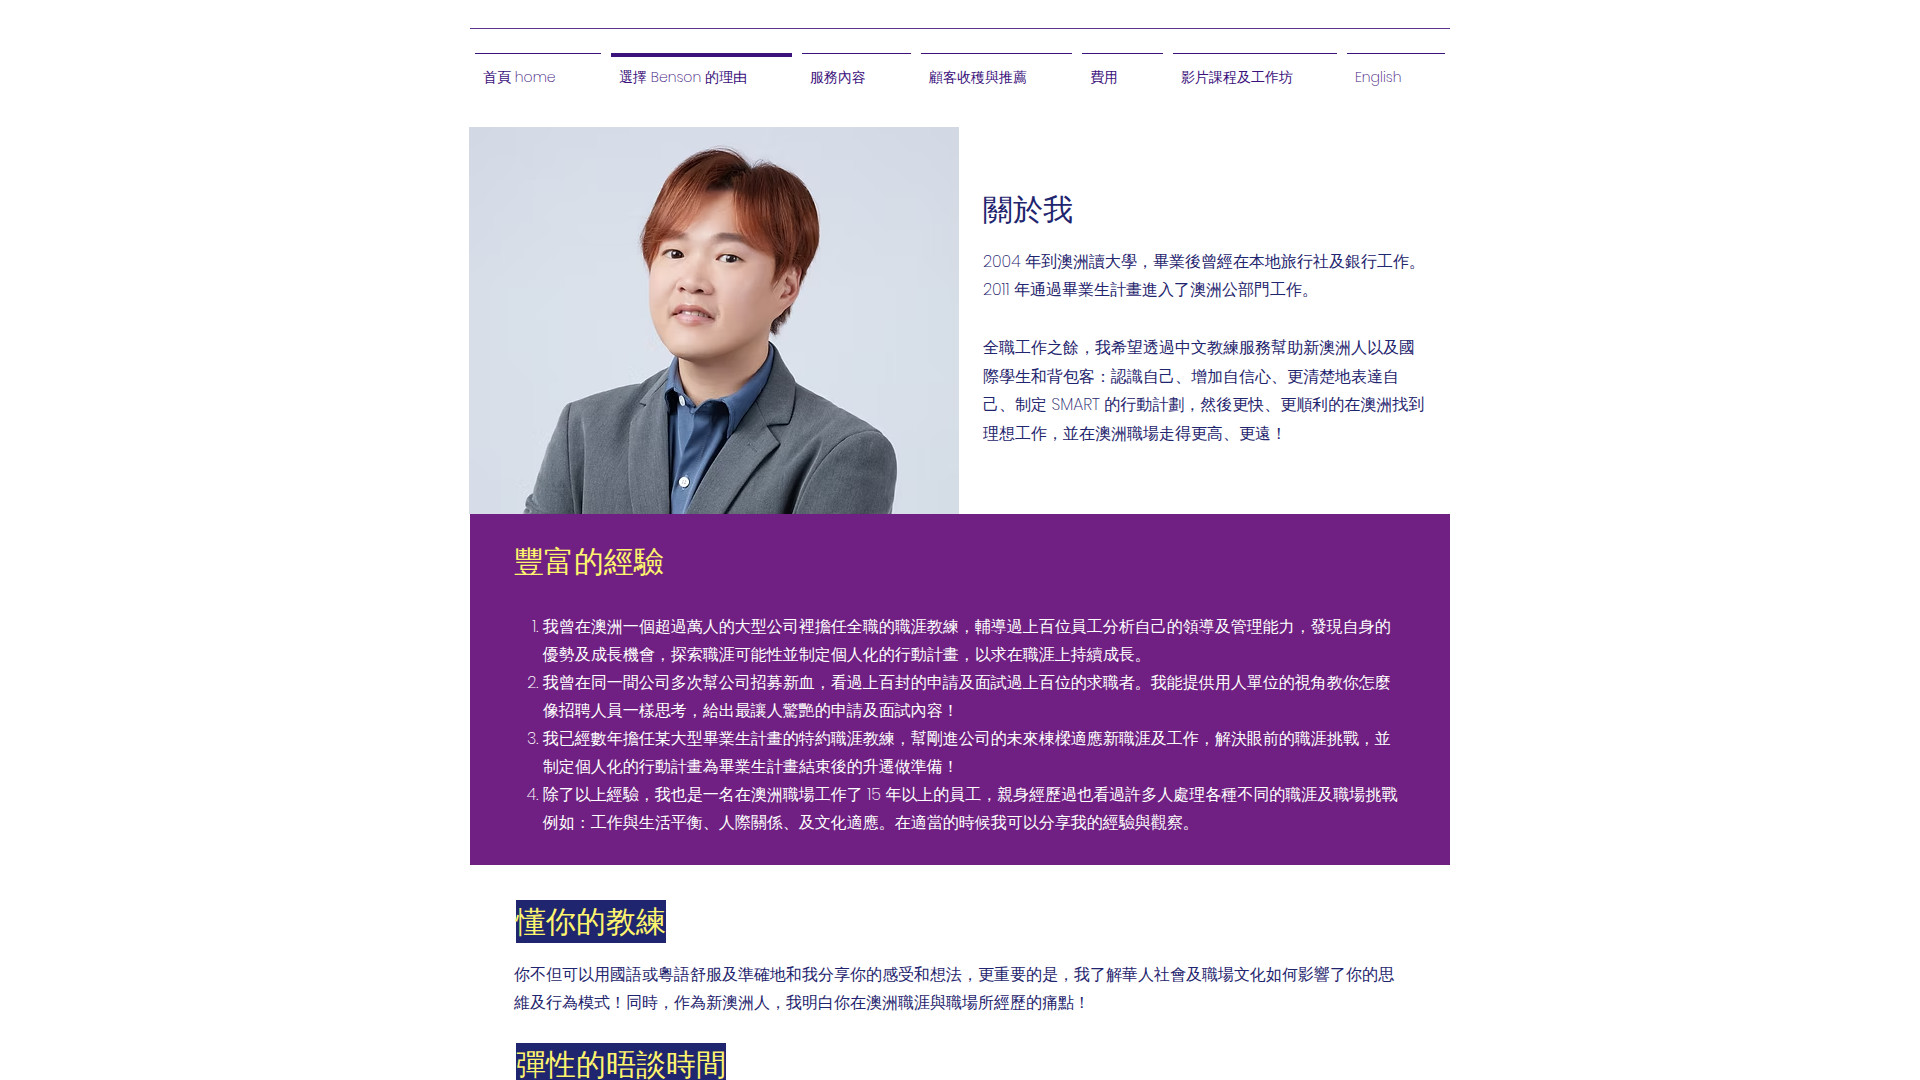 首頁 home
選擇 Benson 的理由
服務內容
顧客收穫與推薦
費用
影片課程及工作坊
English
關於我
2004 年到澳洲讀大學，畢業後曾經在本地旅行社及銀行工作。
2011 年通過畢業生計畫進入了澳洲公部門工作。
全職工作之餘，我希望透過中文教練服務幫助新澳洲人以及國
際學生和背包客：認識自己、增加自信心、更清楚地表達自
己、制定 SMART 的行動計劃，然後更快、更順利的在澳洲找到
理想工作，並在澳洲職場走得更高、更遠！
豐富的經驗
1. 我曾在澳洲一個超過萬人的大型公司裡擔任全職的職涯教練，輔導過上百位員工分析自己的領導及管理能力，發現自身的
優勢及成長機會，探索職涯可能性並制定個人化的行動計畫，以求在職涯上持續成長。
2. 我曾在同一間公司多次幫公司招募新血，看過上百封的申請及面試過上百位的求職者。我能提供用人單位的視角教你怎麼
像招聘人員一樣思考，給出最讓人驚艷的申請及面試內容！
3. 我已經數年擔任某大型畢業生計畫的特約職涯教練，幫剛進公司的未來棟樑適應新職涯及工作，解決眼前的職涯挑戰，並
制定個人化的行動計畫為畢業生計畫結束後的升遷做準備！
4. 除了以上經驗，我也是一名在澳洲職場工作了 15 年以上的員工，親身經歷過也看過許多人處理各種不同的職涯及職場挑戰
例如：工作與生活平衡、人際關係、及文化適應。在適當的時候我可以分享我的經驗與觀察。
懂你的教練
你不但可以用國語或粵語舒服及準確地和我分享你的感受和想法，更重要的是，我了解華人社會及職場文化如何影響了你的思
維及行為模式！同時，作為新澳洲人，我明白你在澳洲職涯與職場所經歷的痛點！
彈性的晤談時間